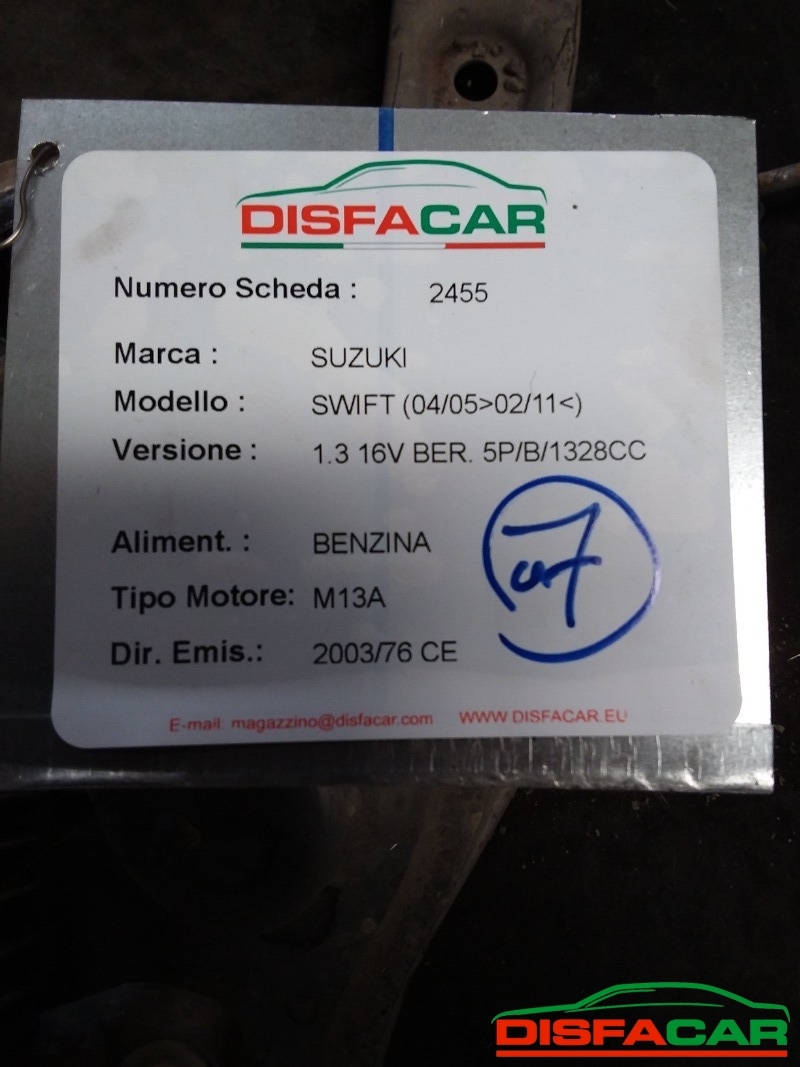 DISFACAR
Numero Scheda : 2455
Marca : SUZUKI
Modello : SWIFT (04/05>02/11<)
Versione : 1.3 16V BER. 5P/B/1328CC
Aliment. : BENZINA
Tipo Motore: M13A
Dir. Emis.: 2003/76 CE
E-mail magazzino@disfacar.com WWW.DISFACAR.EU
DISFACAR